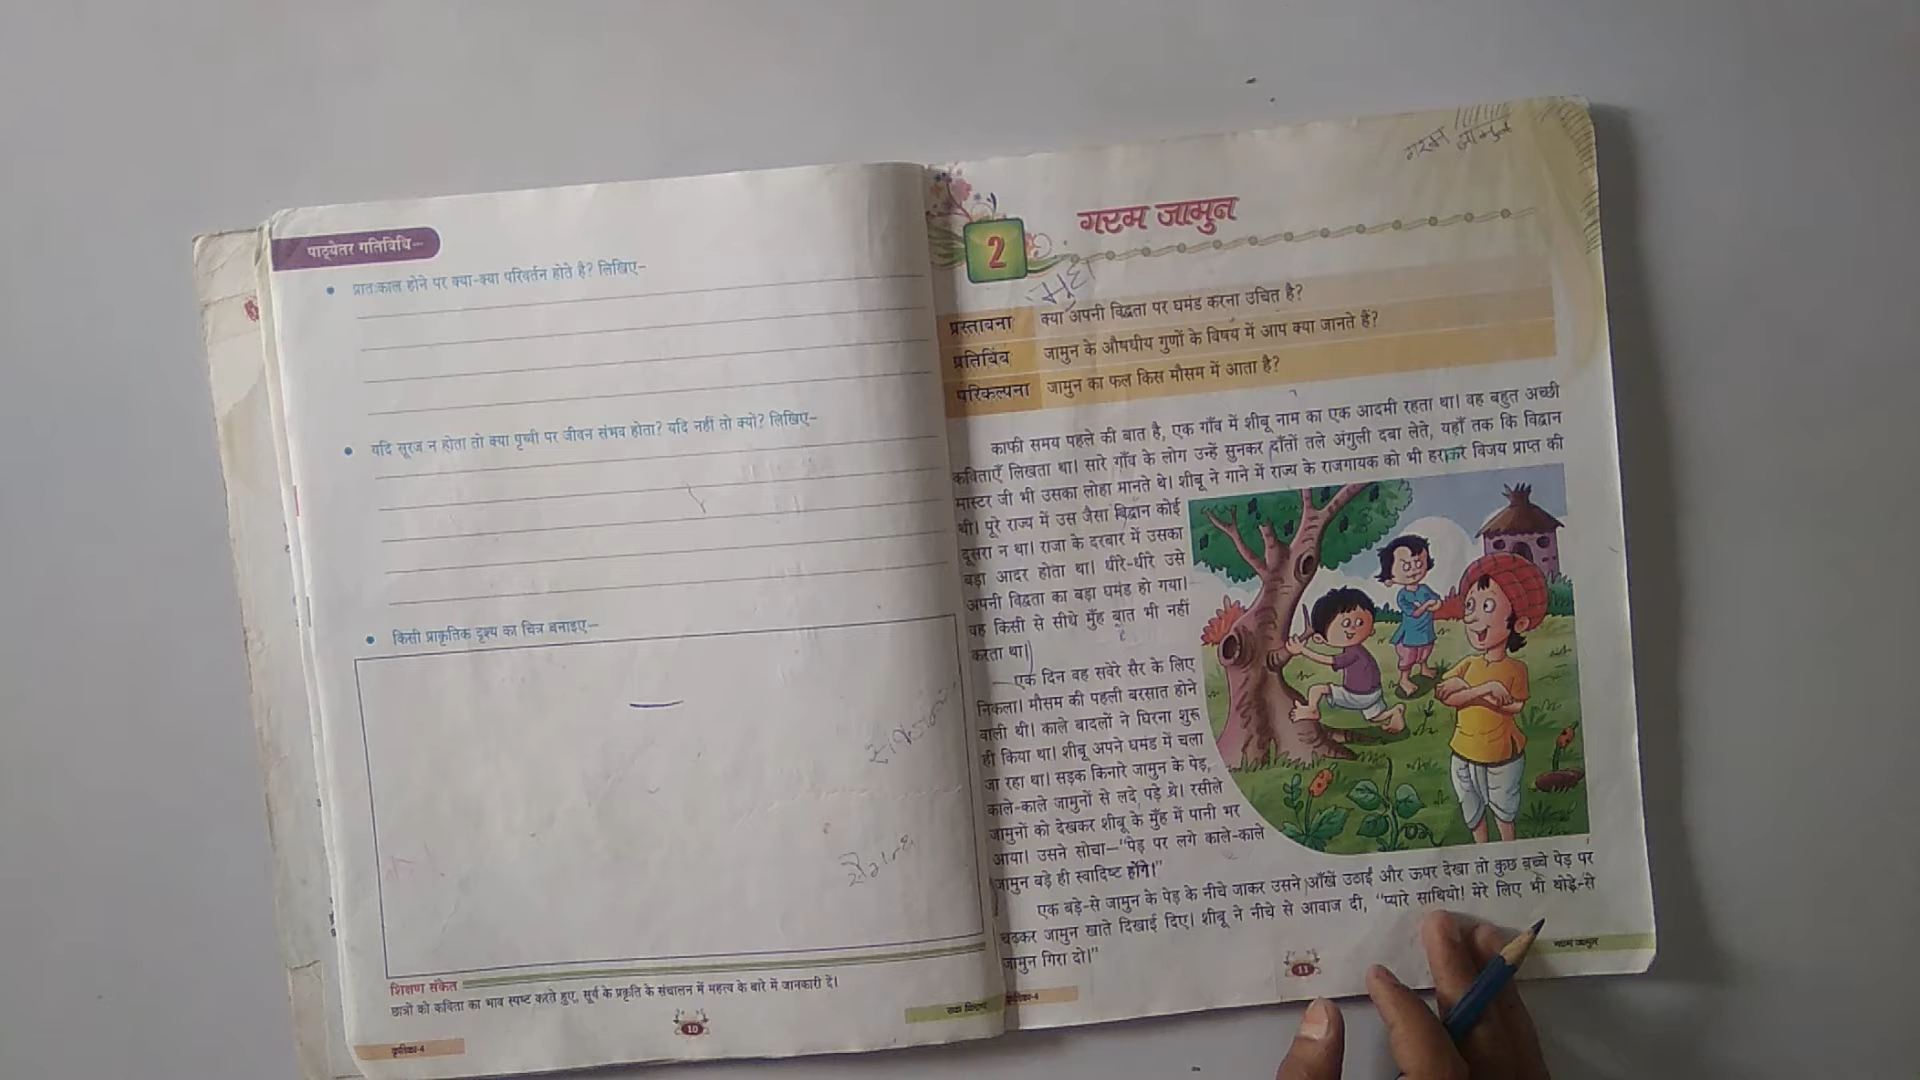 पाठ्येतर गतिविधि–
प्रातःकाल होने पर क्या-क्या परिवर्तन होते है? लिखिए–
यदि सूरज न होता तो क्या पृथ्वी पर जीवन संभव होता? यदि नहीं तो क्यों? लिखिए–
किसी प्राकृतिक दृश्य का चित्र बनाइए–
शिक्षण संकेत
छात्रों को कविता का भाव स्पष्ट करते हुए, सूर्य के प्रकृति के संचालन में महत्व के बारे में जानकारी दें।
10
कृतिका-4
गरम जामुन
2
गरम जामुन
प्रस्तावना क्या अपनी विद्वता पर घमंड करना उचित है?
प्रतिबिंब जामुन के औषधीय गुणों के विषय में आप क्या जानते हैं?
परिकल्पना जामुन का फल किस मौसम में आता है?
काफी समय पहले की बात है, एक गाँव में शीबू नाम का एक आदमी रहता था। वह बहुत अच्छी
कविताएँ लिखता था। सारे गाँव के लोग उन्हें सुनकर दाँतों तले अंगुली दबा लेते, यहाँ तक कि विद्वान
मास्टर जी भी उसका लोहा मानते थे। शीबू ने गाने में राज्य के राजगायक को भी हराकर विजय प्राप्त की
थी। पूरे राज्य में उस जैसा विद्वान कोई
दूसरा न था। राजा के दरबार में उसका
बड़ा आदर होता था। धीरे-धीरे उसे
अपनी विद्वता का बड़ा घमंड हो गया।
वह किसी से सीधे मुँह बात भी नहीं
करता था।
एक दिन वह सवेरे सैर के लिए
निकला। मौसम की पहली बरसात होने
वाली थी। काले बादलों ने घिरना शुरू
ही किया था। शीबू अपने घमंड में चला
जा रहा था। सड़क किनारे जामुन के पेड़,
काले-काले जामुनों से लदे पड़े थे। रसीले
जामुनों को देखकर शीबू के मुँह में पानी भर
आया। उसने सोचा–"पेड़ पर लगे काले-काले
जामुन बड़े ही स्वादिष्ट होंगे।"
एक बड़े-से जामुन के पेड़ के नीचे जाकर उसने आँखें उठाईं और ऊपर देखा तो कुछ बच्चे पेड़ पर
चढ़कर जामुन खाते दिखाई दिए। शीबू ने नीचे से आवाज दी, "प्यारे साथियो! मेरे लिए भी थोड़े-से
जामुन गिरा दो।"
गरम जामुन
11
कृतिका-4